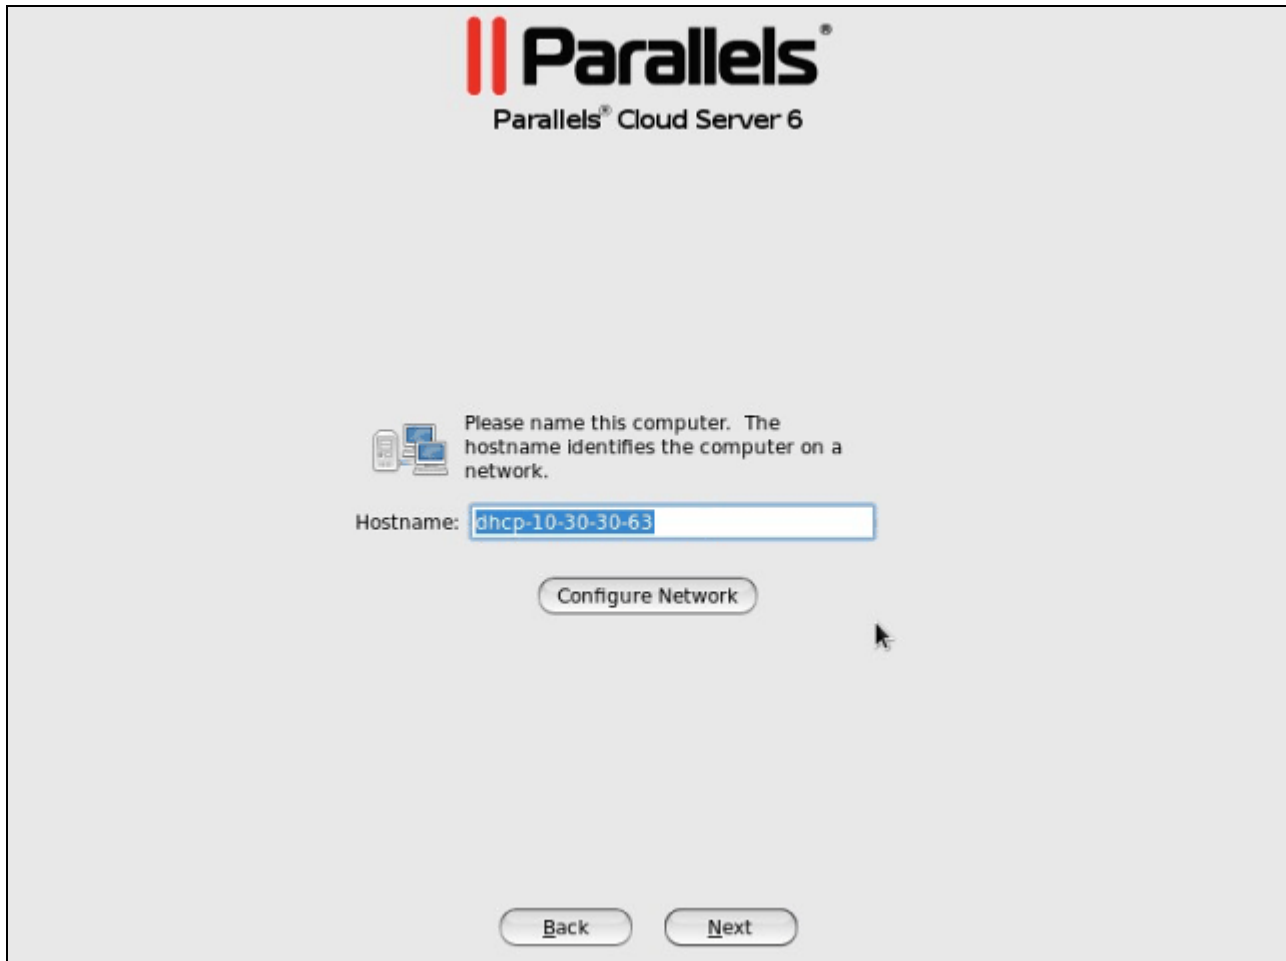 Parallels®
Parallels® Cloud Server 6
Please name this computer. The
hostname identifies the computer on a
network.
Hostname: dhcp-10-30-30-63
Configure Network
Back Next